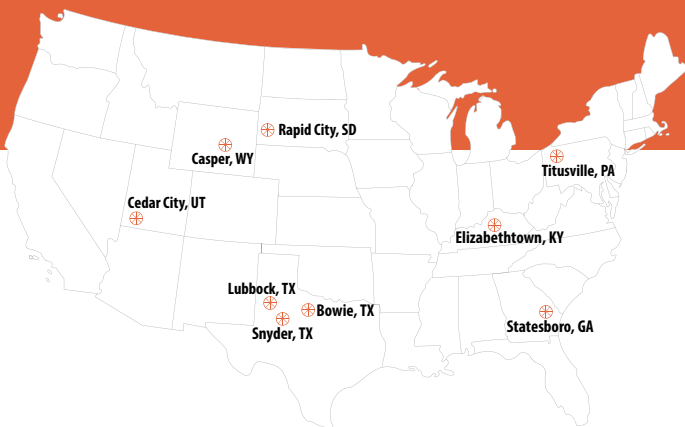 Rapid City, SD
Casper, WY
Titusville, PA
Cedar City, UT
Elizabethtown, KY
Lubbock, TX
Bowie, TX
Snyder, TX
Statesboro, GA